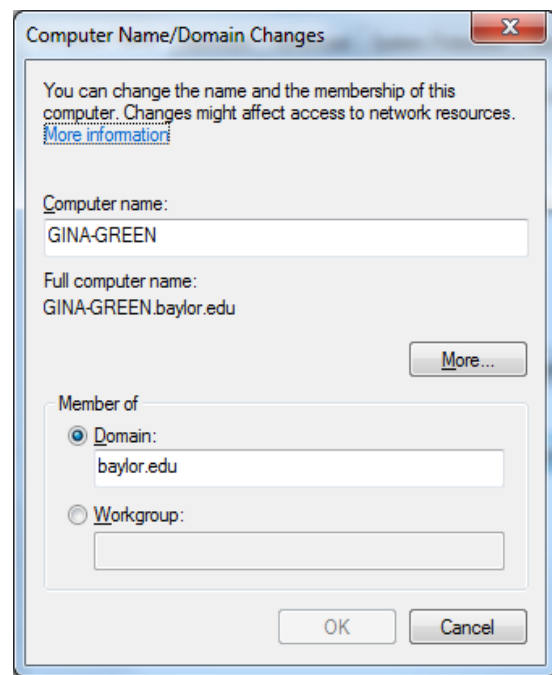 Computer Name/Domain Changes
You can change the name and the membership of this
computer. Changes might affect access to network resources.
More information
Computer name:
GINA-GREEN
Full computer name:
GINA-GREEN.baylor.edu
More...
Member of
Domain:
baylor.edu
Workgroup:
OK
Cancel